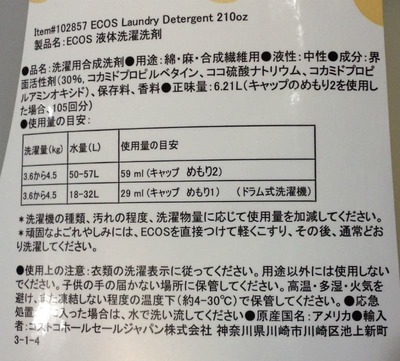 Item#102857 ECOS Laundry Detergent 210oz
製品名:ECOS 液体洗濯洗剤
●品名:洗濯用合成洗剤●用途:綿・麻・合成繊維用●液性:中性●成分:界
面活性剤(30%, コカミドプロピルベタイン、ココ硫酸ナトリウム、コカミドプロピ
ルアミンオキシド)、保存料、香料●正味量:6.21L(キャップのめもり2を使用し
た場合、105回分)
●使用量の目安:
洗濯量(kg) 水量(L) 使用量の目安
3.6から4.5 50-57L 59 ml(キャップ めもり2)
3.6から4.5 18-32L 29 ml(キャップ めもり1) (ドラム式洗濯機)
*洗濯機の種類、汚れの程度、洗濯物量に応じて使用量を加減してください。
*頑固なよごれやしみには、ECOSを直接つけて軽くこすり、その後、通常どお
り洗濯してください。
●使用上の注意:衣類の洗濯表示に従ってください。用途以外には使用しない
でください。子供の手の届かない場所に保管してください。高温・多湿・火気を
避け、また凍結しない程度の温度下(約4-30℃)で保管してください。●応急
処置: に入った場合は、水で洗い流してください。●原産国名:アメリカ●輸入
者:コストコホールセールジャパン株式会社 神奈川県川崎市川崎区池上新町
3-1-4